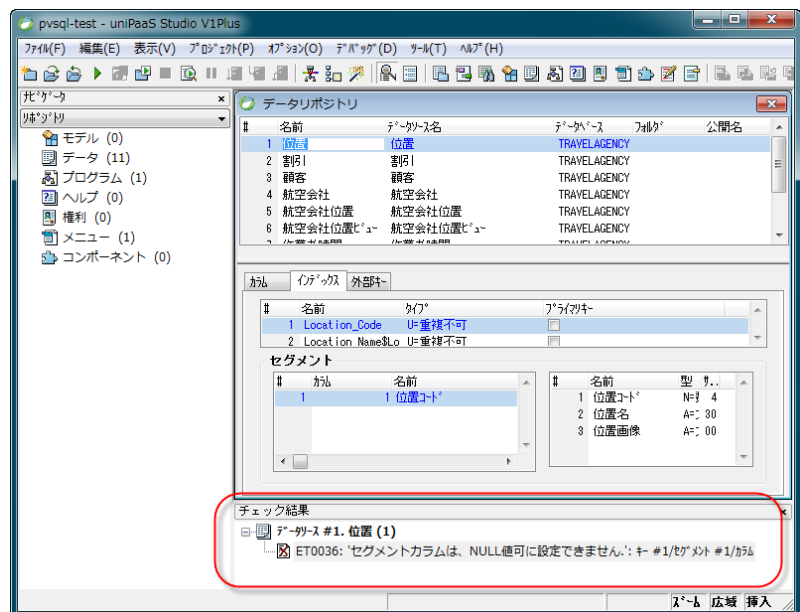 pvsql-test - uniPaaS Studio V1Plus
ファイル(F) 編集(E) 表示(V) プロジェクト(P) オプション(O) デバッグ(D) ツール(T) ヘルプ(H)
ナビゲータ
リポジトリ
モデル (0)
データ (11)
プログラム (1)
ヘルプ (0)
権利 (0)
メニュー (1)
コンポーネント (0)
データリポジトリ
# 名前 データソース名 データベース フォルダ 公開名
1 位置 位置 TRAVELAGENCY
2 割引 割引 TRAVELAGENCY
3 顧客 顧客 TRAVELAGENCY
4 航空会社 航空会社 TRAVELAGENCY
5 航空会社位置 航空会社位置 TRAVELAGENCY
6 航空会社位置ビュー 航空会社位置ビュー TRAVELAGENCY
カラム インデックス 外部キー
# 名前 タイプ プライマリキー
1 Location_Code U=重複不可
2 Location Name$Lo U=重複不可
セグメント
# カラム 名前
1 1 位置コード
# 名前 型 サ..
1 位置コード 4
2 位置名 30
3 位置画像 00
チェック結果
データソース #1. 位置 (1)
ET0036: 'セグメントカラムは、NULL値可に設定できません.': キー #1/セグメント #1/カラム
ズーム 広域 挿入